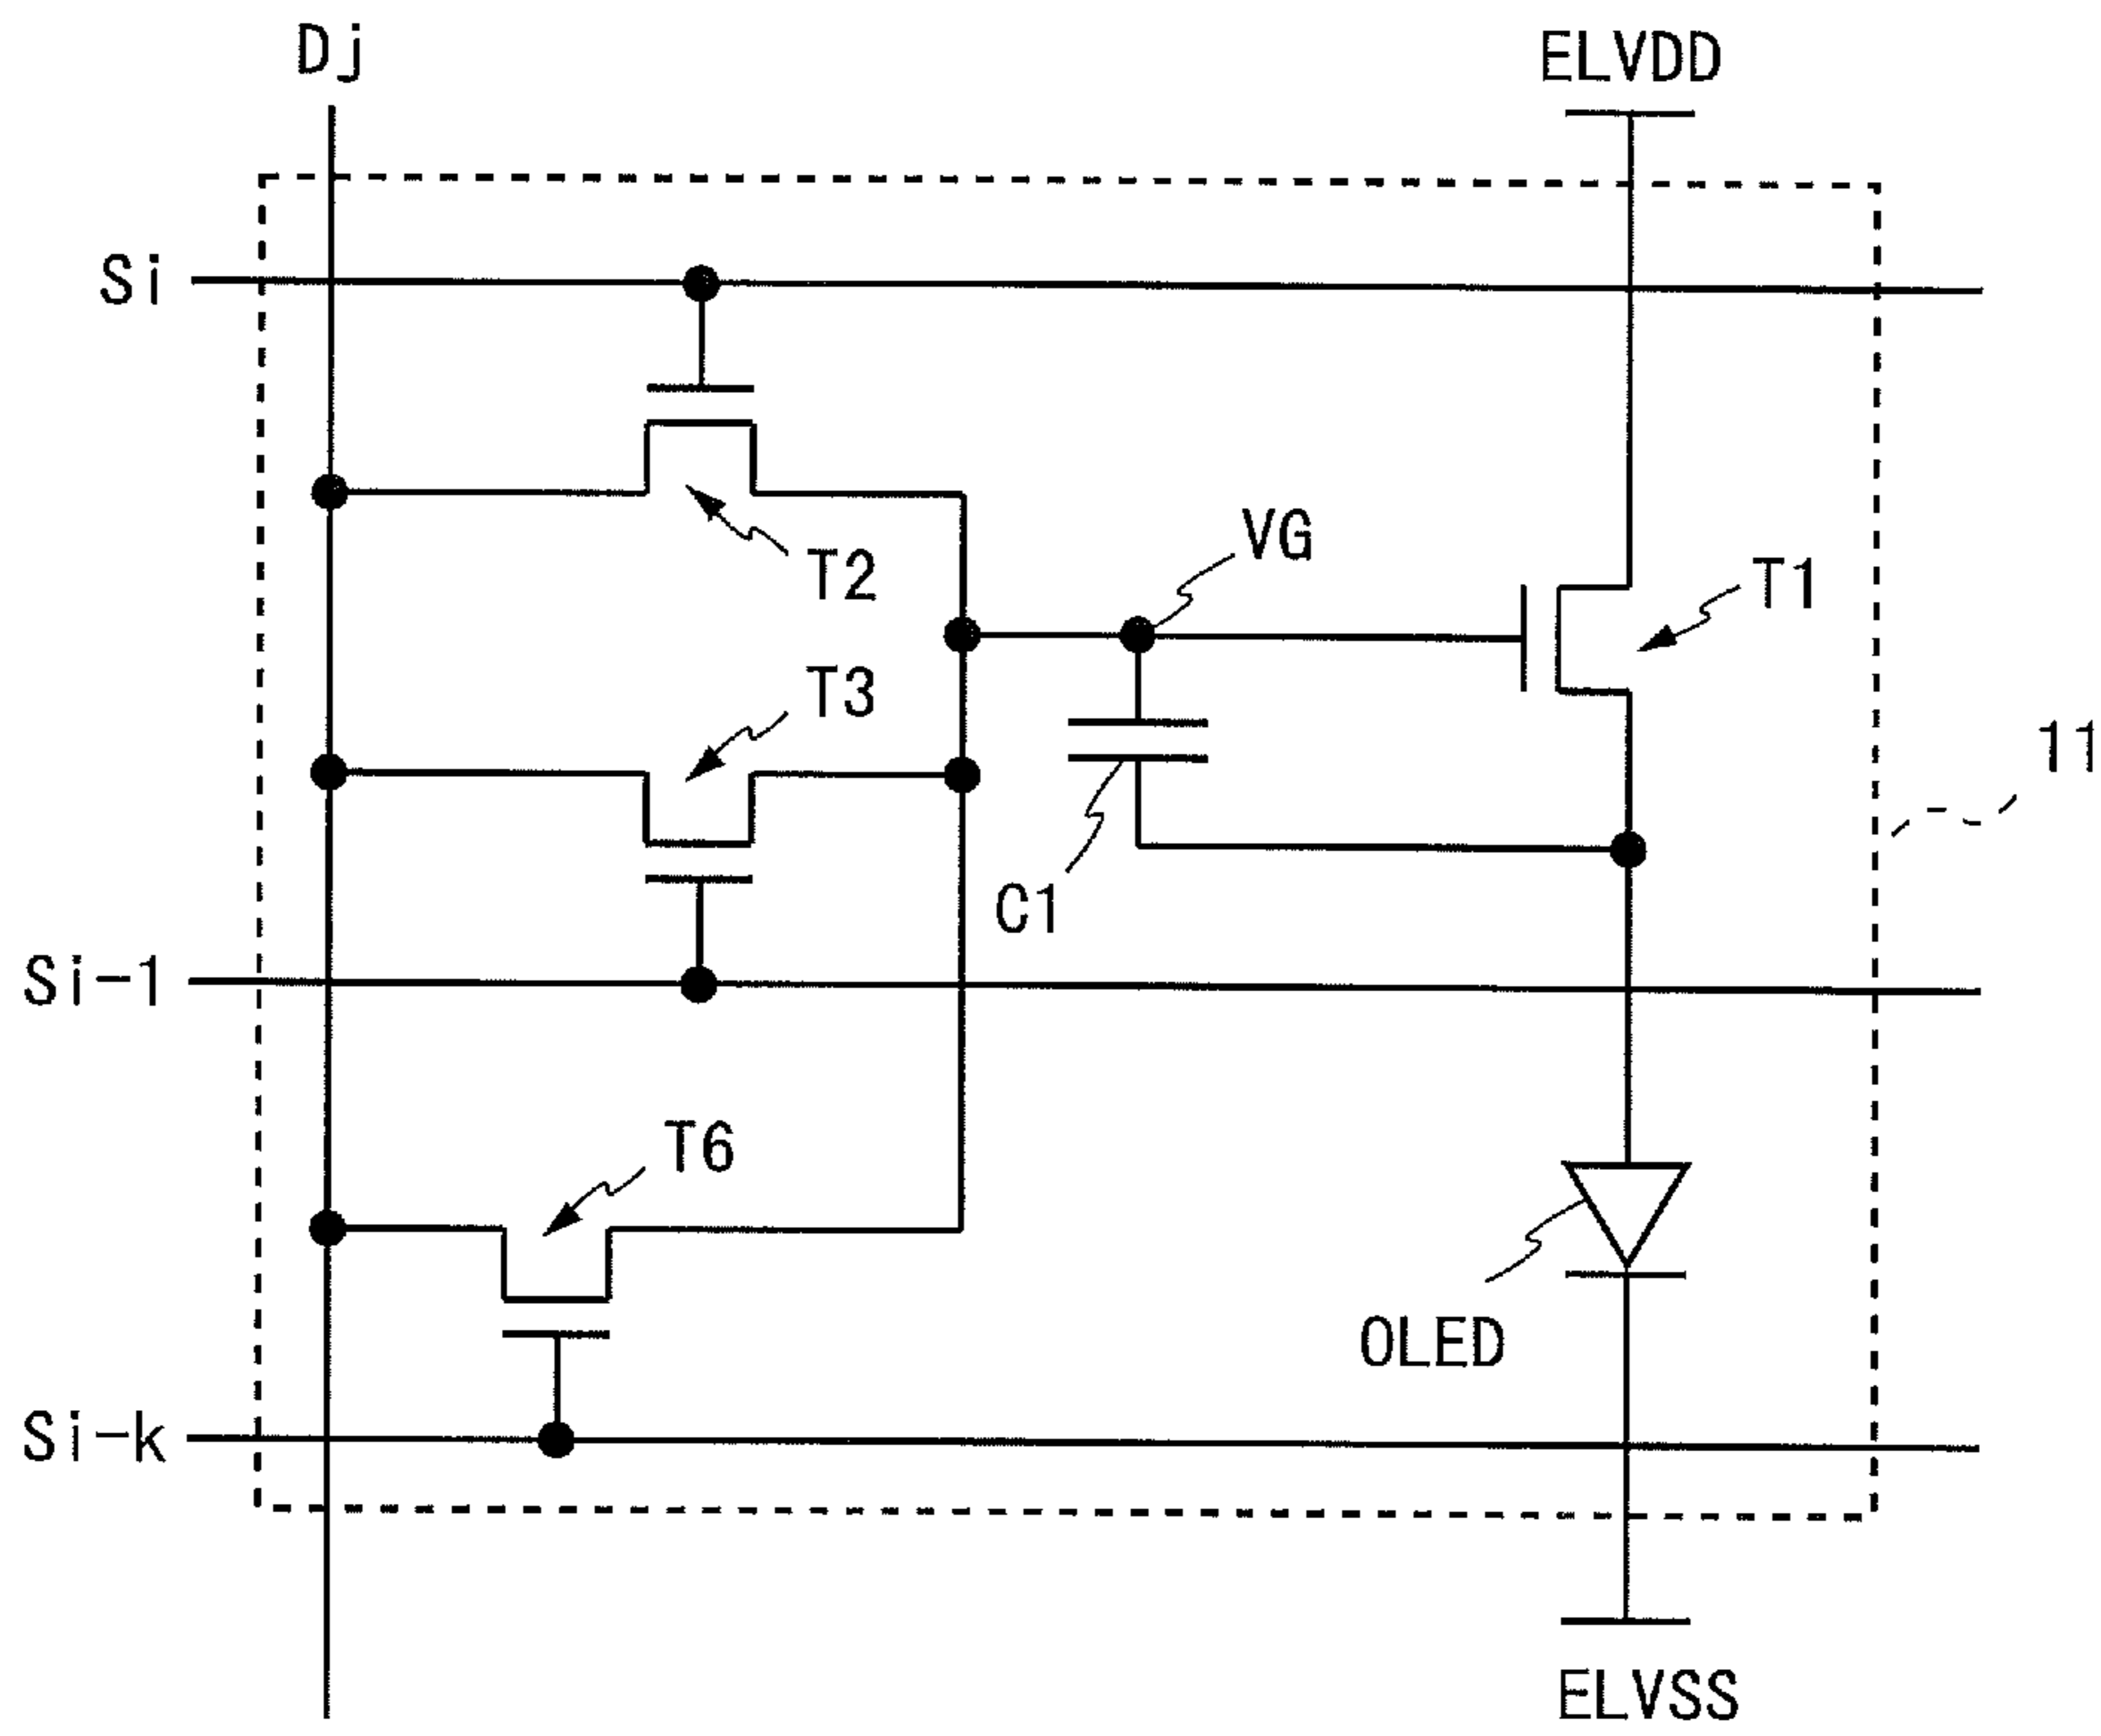 Dj
ELVDD
Si
VG
T2
T1
T3
11
C1
Si-1
T6
OLED
Si-k
ELVSS